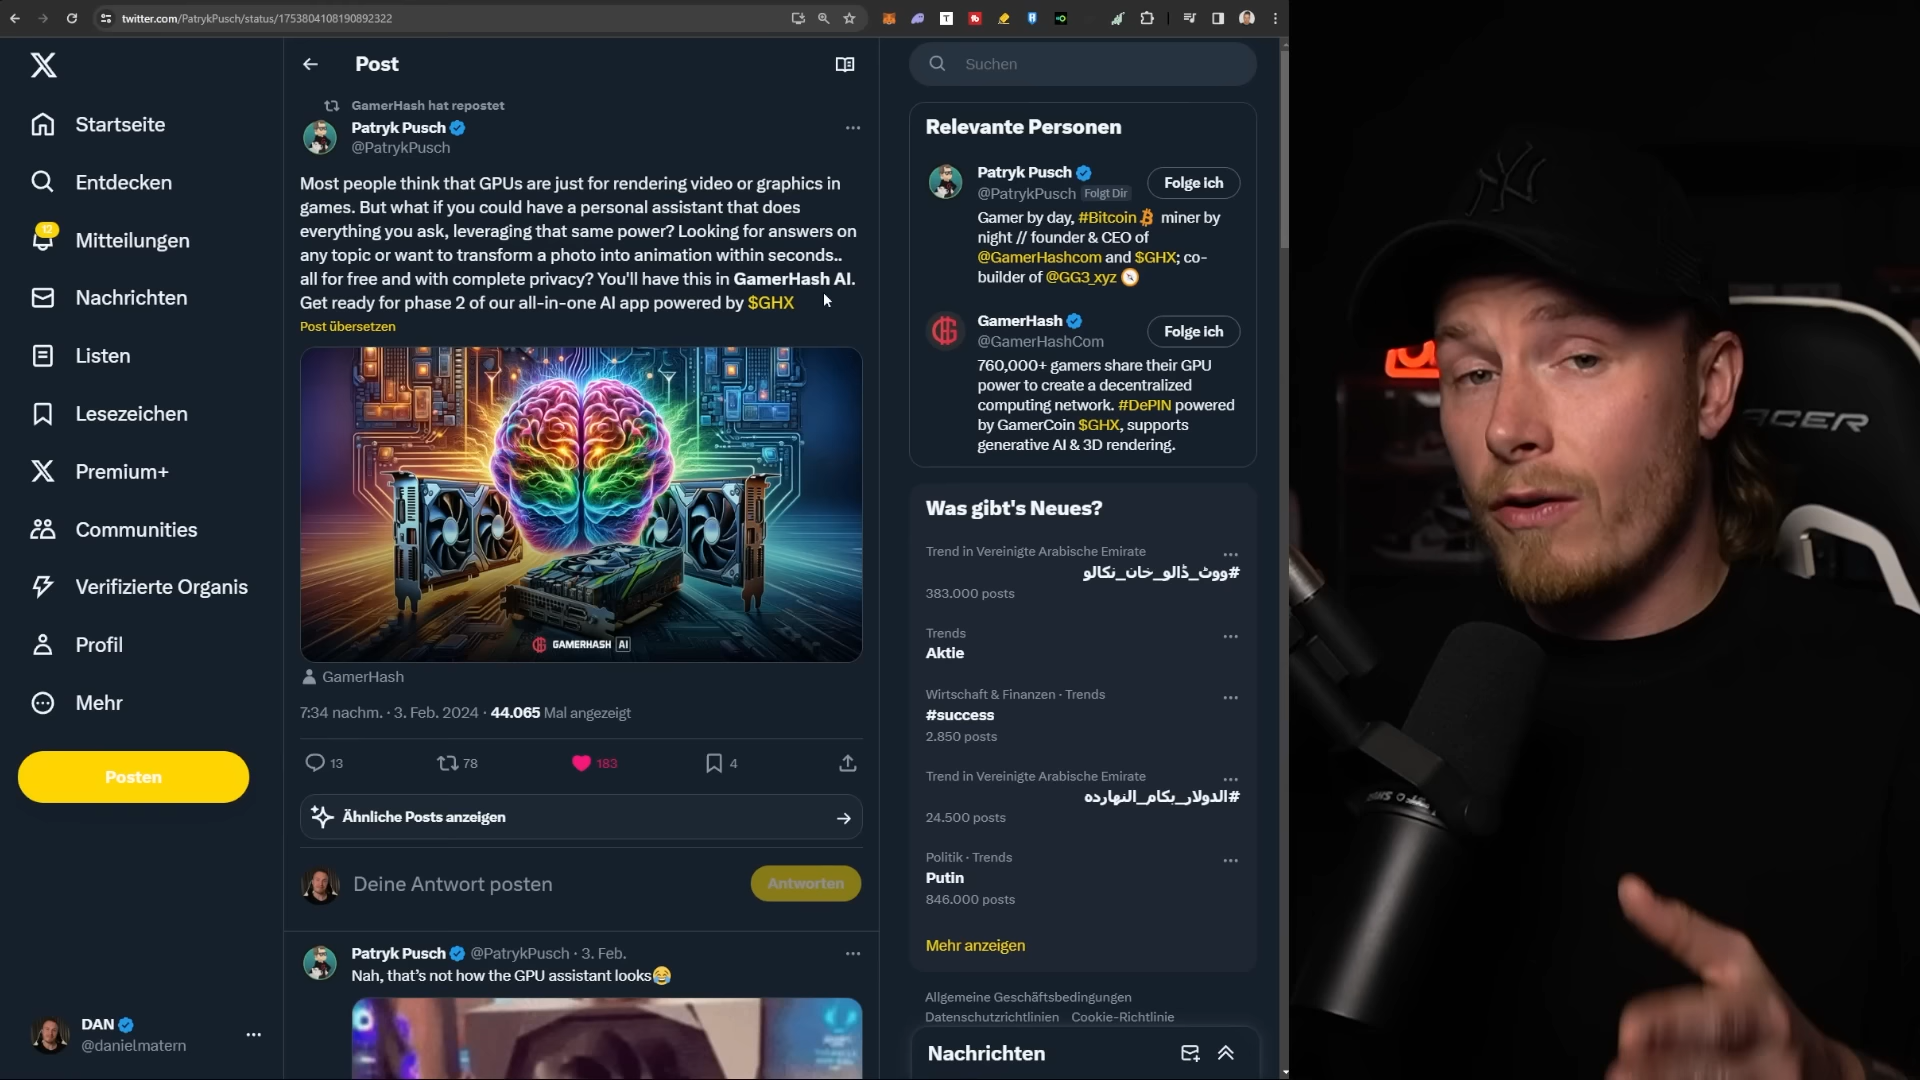 twitter.com/PatrykPusch/status/1753804108190892322
Startseite
Entdecken
12
Mitteilungen
Nachrichten
Listen
Lesezeichen
Premium+
Communities
Verifizierte Organis
Profil
Mehr
Posten
DAN
@danielmatern
Post
GamerHash hat repostet
Patryk Pusch
@PatrykPusch
Most people think that GPUs are just for rendering video or graphics in
games. But what if you could have a personal assistant that does
everything you ask, leveraging that same power? Looking for answers on
any topic or want to transform a photo into animation within seconds..
all for free and with complete privacy? You'll have this in GamerHash AI.
Get ready for phase 2 of our all-in-one AI app powered by $GHX
Post übersetzen
GAMERHASH AI
GamerHash
7:34 nachm. · 3. Feb. 2024 · 44.065 Mal angezeigt
13 78 183 4
Ähnliche Posts anzeigen
Deine Antwort posten
Antworten
Patryk Pusch @PatrykPusch · 3. Feb.
Nah, that's not how the GPU assistant looks😂
Suchen
Relevante Personen
Patryk Pusch
@PatrykPusch Folgt Dir
Folge ich
Gamer by day, #Bitcoin miner by
night // founder & CEO of
@GamerHashcom and $GHX; co-
builder of @GG3_xyz
GamerHash
@GamerHashCom
Folge ich
760,000+ gamers share their GPU
power to create a decentralized
computing network. #DePIN powered
by GamerCoin $GHX, supports
generative AI & 3D rendering.
Was gibt's Neues?
Trend in Vereinigte Arabische Emirate
#ووٹ_ڈالو_خان_نکالو
383.000 posts
Trends
Aktie
Wirtschaft & Finanzen · Trends
#success
2.850 posts
Trend in Vereinigte Arabische Emirate
#الدولار_بكام_النهارده
24.500 posts
Politik · Trends
Putin
846.000 posts
Mehr anzeigen
Allgemeine Geschäftsbedingungen
Datenschutzrichtlinien Cookie-Richtlinie
Nachrichten
NY